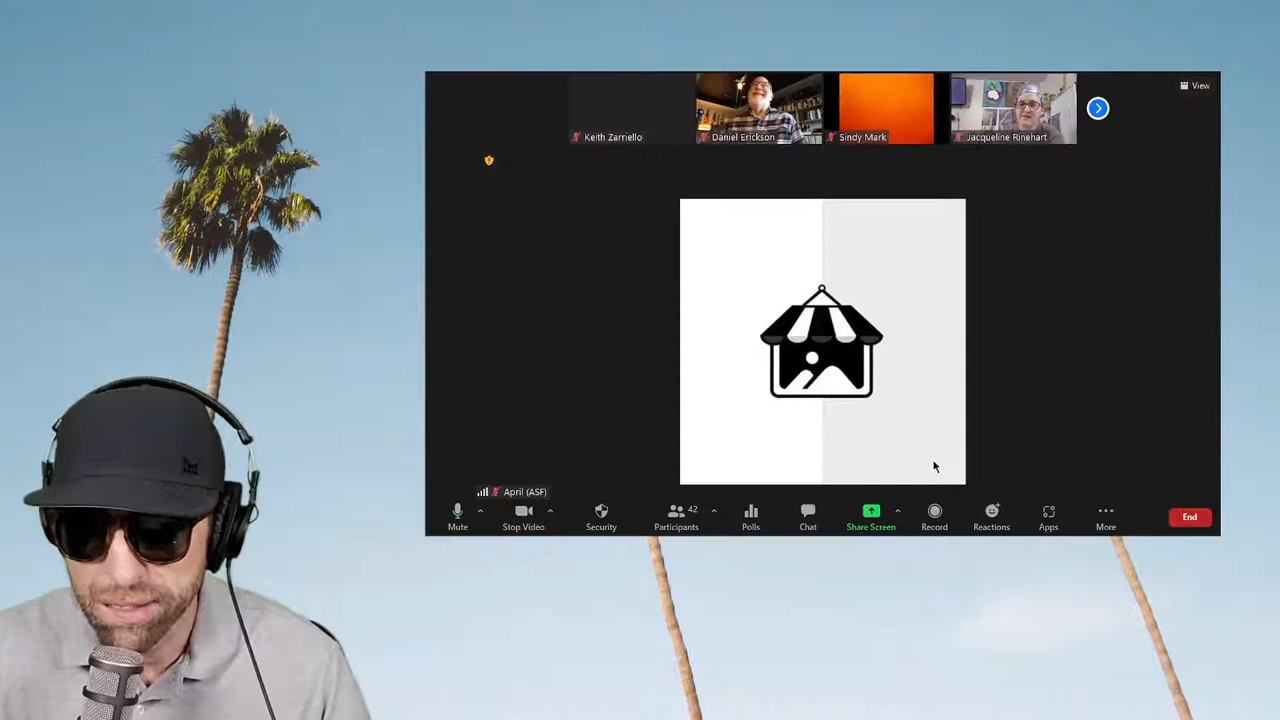 View
Keith Zarriello
Daniel Erickson
Sindy Mark
Jacqueline Rinehart
April (ASF)
42
Mute
Stop Video
Security
Participants
Polls
Chat
Share Screen
Record
Reactions
Apps
More
End